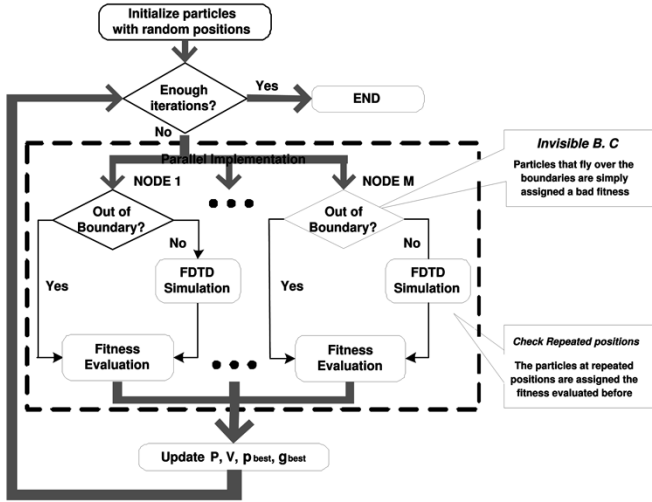 Initialize particles
with random positions
Enough
iterations?
Yes
END
No
Parallel Implementation
NODE 1
NODE M
Out of
Boundary?
Out of
Boundary?
No
No
Yes
Yes
FDTD
Simulation
FDTD
Simulation
Fitness
Evaluation
Fitness
Evaluation
Update P, V, pbest, gbest
Invisible B. C
Particles that fly over the
boundaries are simply
assigned a bad fitness
Check Repeated positions
The particles at repeated
positions are assigned the
fitness evaluated before